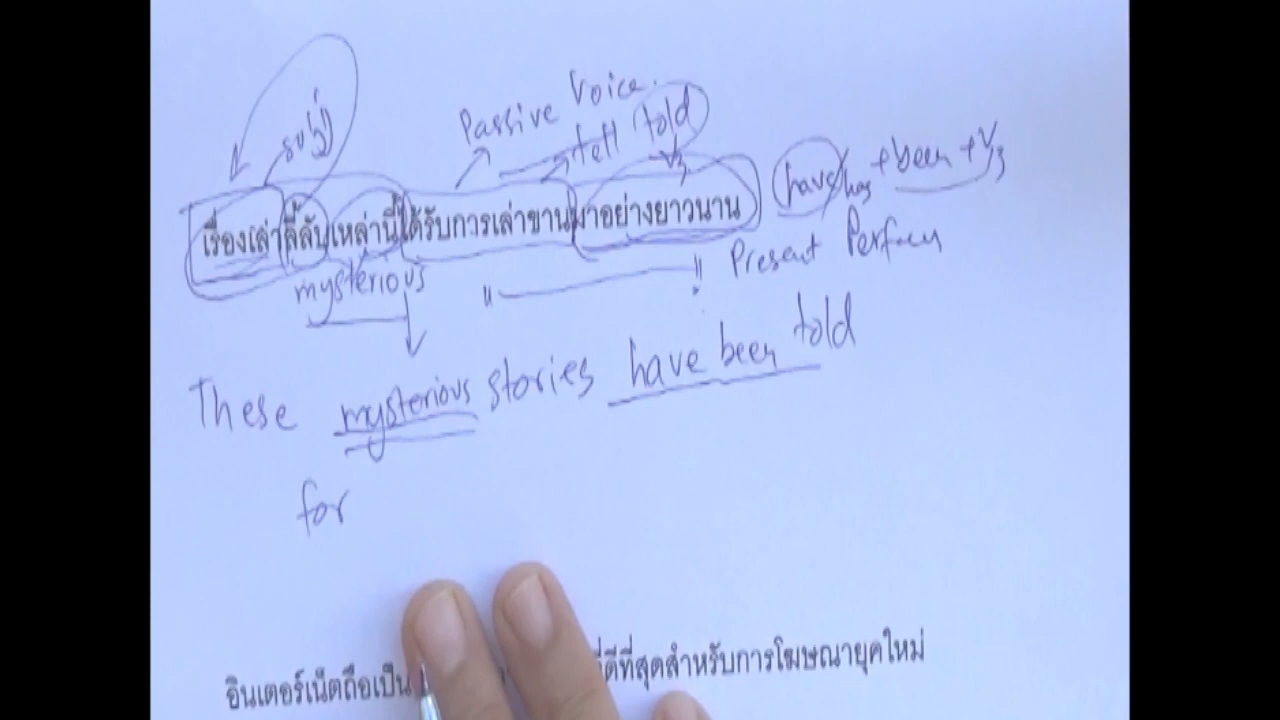 subj
Passive Voice.
tell told
V3
เรื่องเล่าลี้ลับเหล่านี้ได้รับการเล่าขานมาอย่างยาวนาน
have/has + been + V3
mysterious
Present Perfect
These mysterious stories have been told
for
อินเตอร์เน็ตถือเป็น ที่ดีที่สุดสำหรับการโฆษณายุคใหม่